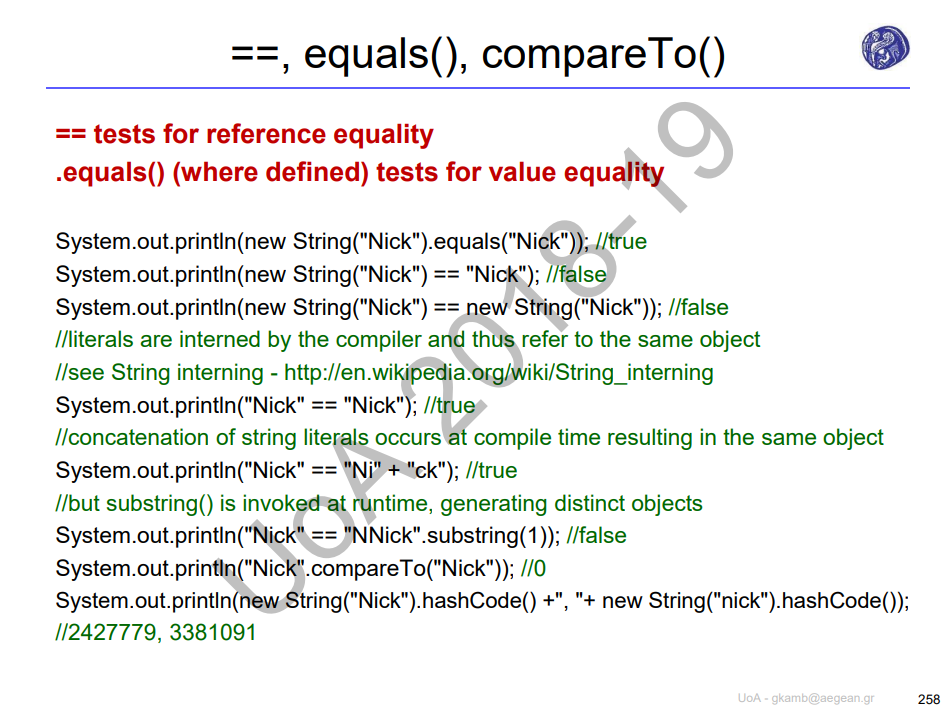 ==, equals(), compareTo()
== tests for reference equality
.equals() (where defined) tests for value equality
System.out.println(new String("Nick").equals("Nick")); //true
System.out.println(new String("Nick") == "Nick"); //false
System.out.println(new String("Nick") == new String("Nick")); //false
//literals are interned by the compiler and thus refer to the same object
//see String interning - http://en.wikipedia.org/wiki/String_interning
System.out.println("Nick" == "Nick"); //true
//concatenation of string literals occurs at compile time resulting in the same object
System.out.println("Nick" == "Ni" + "ck"); //true
//but substring() is invoked at runtime, generating distinct objects
System.out.println("Nick" == "NNick".substring(1)); //false
System.out.println("Nick".compareTo("Nick")); //0
System.out.println(new String("Nick").hashCode() +", "+ new String("nick").hashCode());
//2427779, 3381091
UoA 2018-19
UoA - gkamb@aegean.gr
258